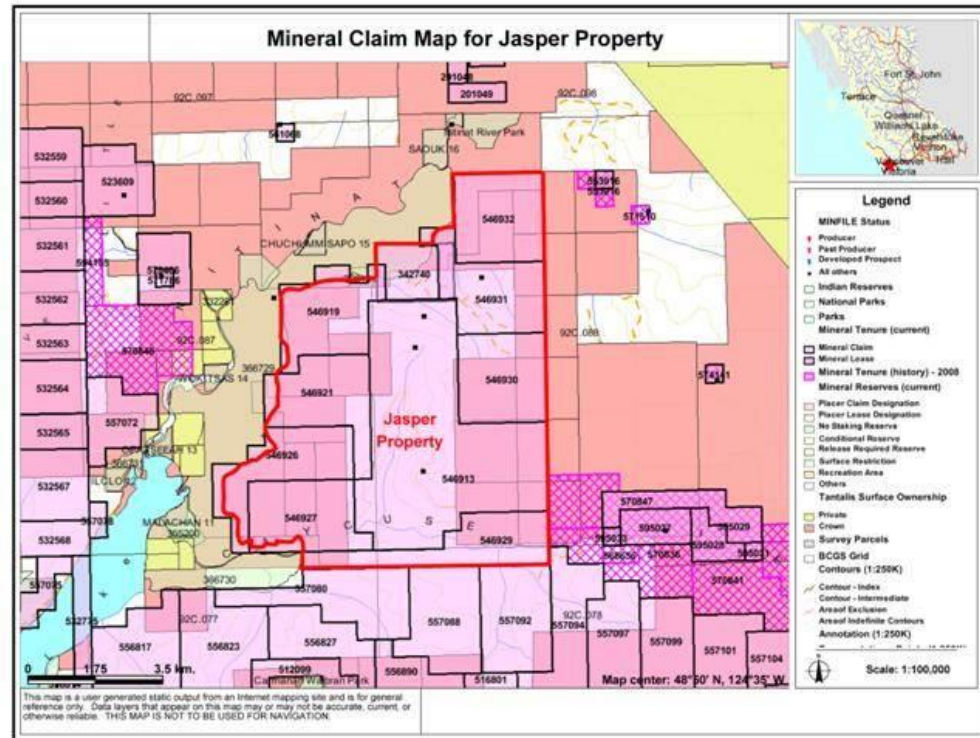 Mineral Claim Map for Jasper Property
Fort St. John
Terrace
Quesnel
Williams Lake
Vernon
Vancouver
Victoria
201049
92C.097
92C.096
541068
Nitinat River Park
SAOUK 16
532559
523609
532560
546932
532561
CHUCHUMMISAPO 15
342740
532562
546931
546919
532563
92C.087
92C.088
366729
WOKITSAS 14
546930
532564
546921
574141
557072
Jasper
Property
532565
546926
546913
532567
570847
546927
MALACHAN 11
595029
532568
546929
570836
570841
366730
557080
92C.077
92C.078
557088
557092
557094
557097
557099
556817
556823
556827
557101
557104
512099
556890
516801
Carmanah Walbran Park
0 1.75 3.5 km.
Map center: 48°50' N, 124°35' W
This map is a user generated static output from an Internet mapping site and is for general
reference only. Data layers that appear on this map may or may not be accurate, current, or
otherwise reliable. THIS MAP IS NOT TO BE USED FOR NAVIGATION.
Legend
MINFILE Status
Producer
Past Producer
Developed Prospect
All others
Indian Reserves
National Parks
Parks
Mineral Tenure (current)
Mineral Claim
Mineral Lease
Mineral Tenure (history) - 2008
Mineral Reserves (current)
Placer Claim Designation
Placer Lease Designation
No Staking Reserve
Conditional Reserve
Release Required Reserve
Surface Restriction
Recreation Area
Others
Tantalis Surface Ownership
Private
Crown
Survey Parcels
BCGS Grid
Contours (1:250K)
Contour - Index
Contour - Intermediate
Area of Exclusion
Area of Indefinite Contours
Annotation (1:250K)
Scale: 1:100,000